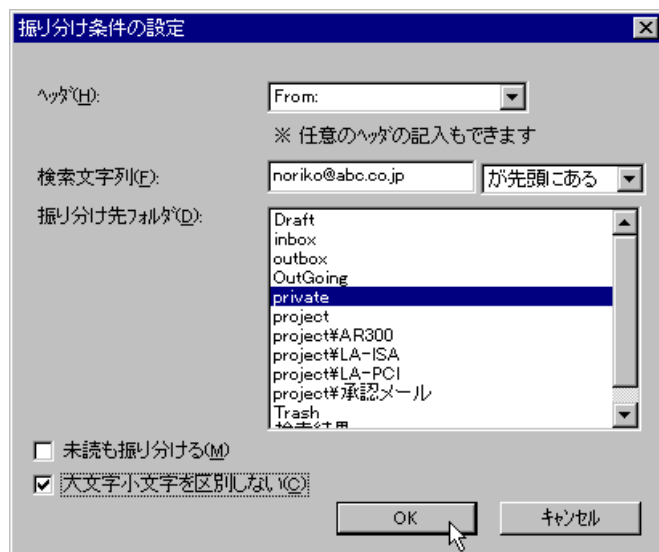 振り分け条件の設定
ﾍｯﾀﾞ(H):
From:
※ 任意のﾍｯﾀﾞの記入もできます
検索文字列(F):
noriko@abc.co.jp
が先頭にある
振り分け先ﾌｫﾙﾀﾞ(D):
Draft
inbox
outbox
OutGoing
private
project
project¥AR300
project¥LA-ISA
project¥LA-PCI
project¥承認メール
Trash
未読も振り分ける(M)
大文字小文字を区別しない(C)
OK
ｷｬﾝｾﾙ